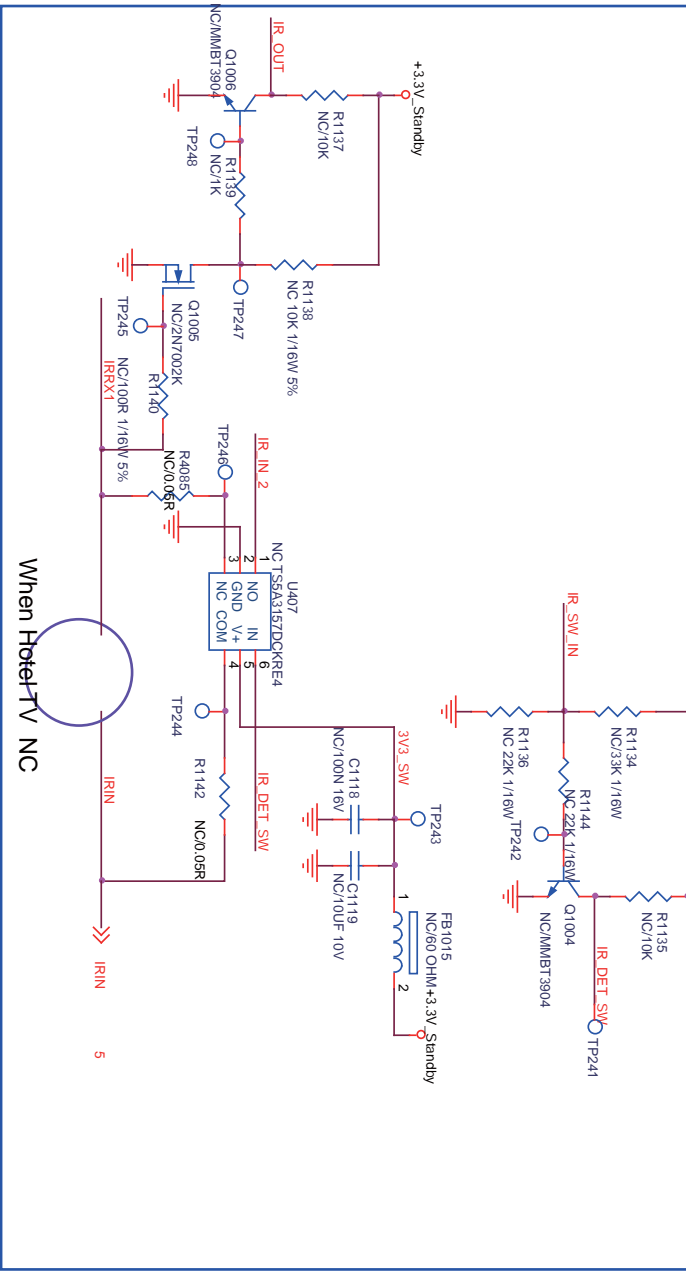 R1134
NC/33K 1/16W
R1135
NC/10K
IR_SW_IN
R1144
NC 22K 1/16W
IR_DET_SW
TP241
R1136
NC 22K 1/16W
TP242
Q1004
NC/MMBT3904
+3.3V_Standby
R1137
NC/10K
IR_OUT
Q1006
NC/MMBT3904
R1139
NC/1K
TP248
R1138
NC 10K 1/16W 5%
TP247
TP243
3V3_SW
FB1015
NC/60 OHM
1
2
+3.3V_Standby
C1118
NC/100N 16V
C1119
NC/10UF 10V
Q1005
NC/2N7002K
TP245
R1140
NC/100R 1/16W 5%
IR_IN_2
U407
NC TS5A3157DCKRE4
1 NO IN 6
2 GND V+ 5
3 NC COM 4
IR_DET_SW
TP246
R4085
NC/0.05R
TP244
R1142
NC/0.05R
IRRX1
IRIN
IRIN
5
When Hotel TV NC